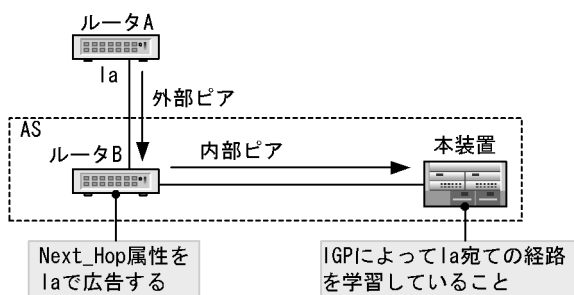 ルータA
Ia
外部ピア
AS
ルータB
内部ピア
本装置
Next_Hop属性を
Iaで広告する
IGPによってIa宛ての経路
を学習していること